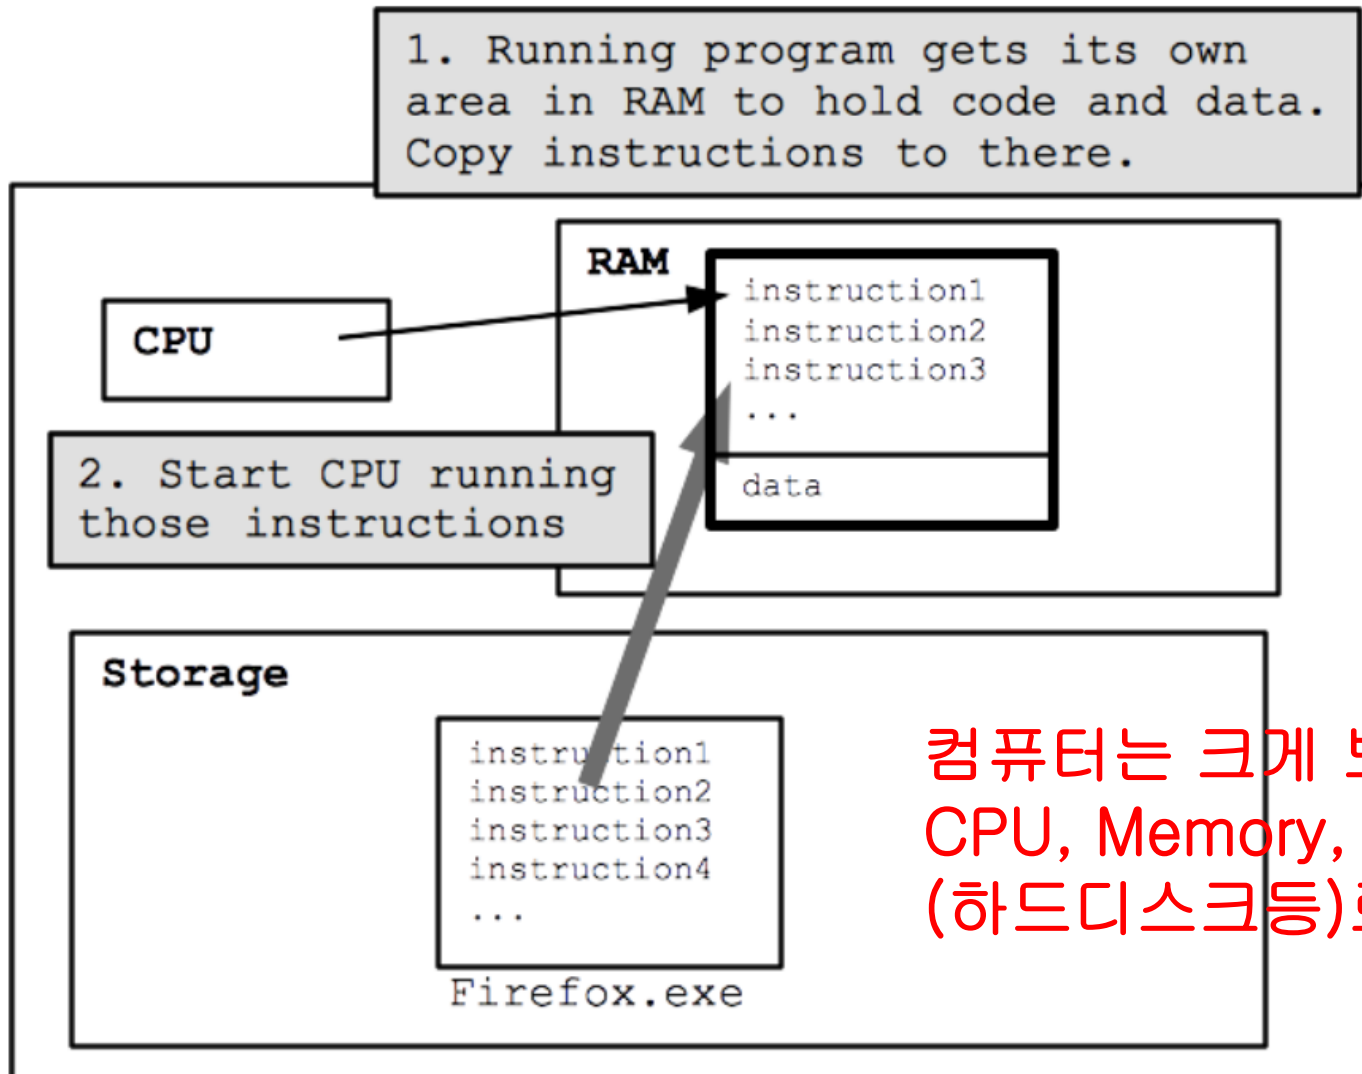 1. Running program gets its own
area in RAM to hold code and data.
Copy instructions to there.
RAM
instruction1
instruction2
instruction3
...
data
CPU
2. Start CPU running
those instructions
Storage
instruction1
instruction2
instruction3
instruction4
...
Firefox.exe
컴퓨터는 크게
CPU, Memory,
(하드디스크등)